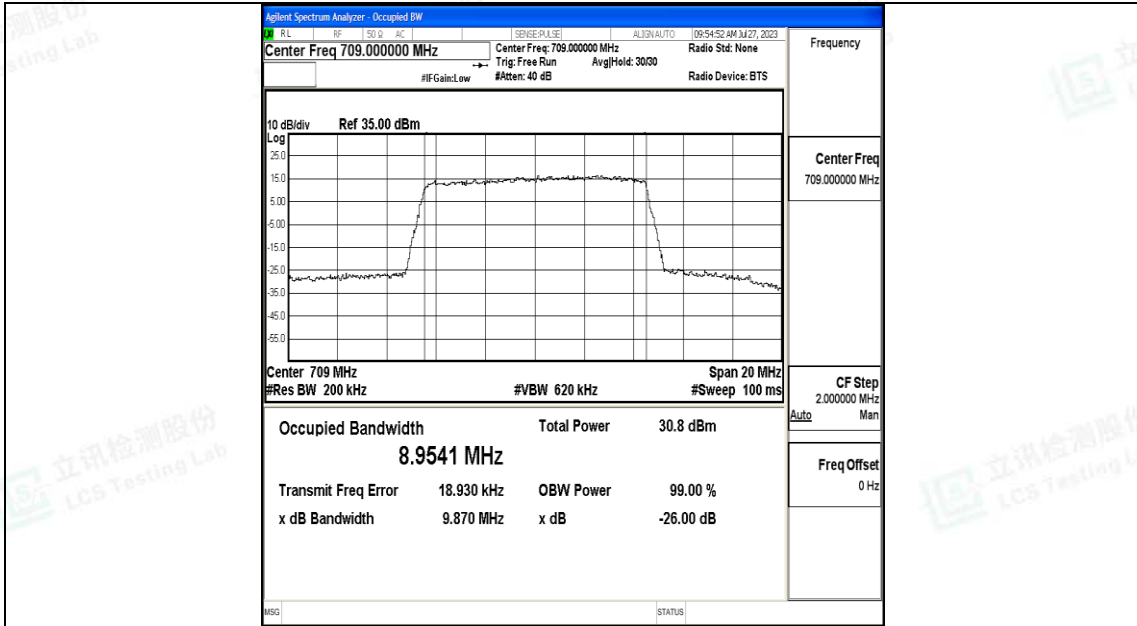 Agilent Spectrum Analyzer - Occupied BW
RL RF 50 Ω AC SENSE:PULSE ALIGN AUTO 09:54:52 AM Jul 27, 2023
Center Freq 709.000000 MHz
Center Freq: 709.000000 MHz Radio Std: None
Trig: Free Run Avg|Hold: 30/30
#IFGain:Low #Atten: 40 dB Radio Device: BTS
Frequency
10 dB/div Ref 35.00 dBm
Log
25.0
15.0
5.00
-5.00
-15.0
-25.0
-35.0
-45.0
-55.0
Center 709 MHz Span 20 MHz
#Res BW 200 kHz #VBW 620 kHz #Sweep 100 ms
Occupied Bandwidth Total Power 30.8 dBm
8.9541 MHz
Transmit Freq Error 18.930 kHz OBW Power 99.00 %
x dB Bandwidth 9.870 MHz x dB -26.00 dB
Center Freq
709.000000 MHz
CF Step
2.000000 MHz
Auto Man
Freq Offset
0 Hz
MSG STATUS
立讯检测股份
LCS Testing Lab
立讯检测股份
LCS Testing L
测股份
sting Lab
立